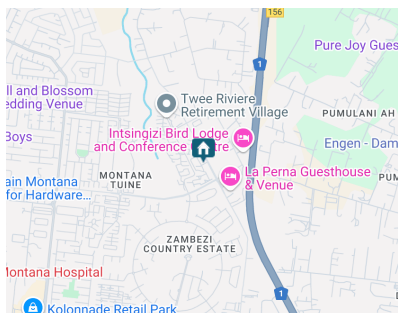 156
Pure Joy Gues
1
ll and Blossom
edding Venue
Twee Riviere
Retirement Village
PUMULANI AH
Boys
Intsingizi Bird Lodge
and Conference
tre
Engen - Dam
La Perna Guesthouse
& Venue
PUM
ain Montana
for Hardware...
MONTANA
TUINE
ZAMBEZI
COUNTRY ESTATE
Montana Hospital
1
Kolonnade Retail Park